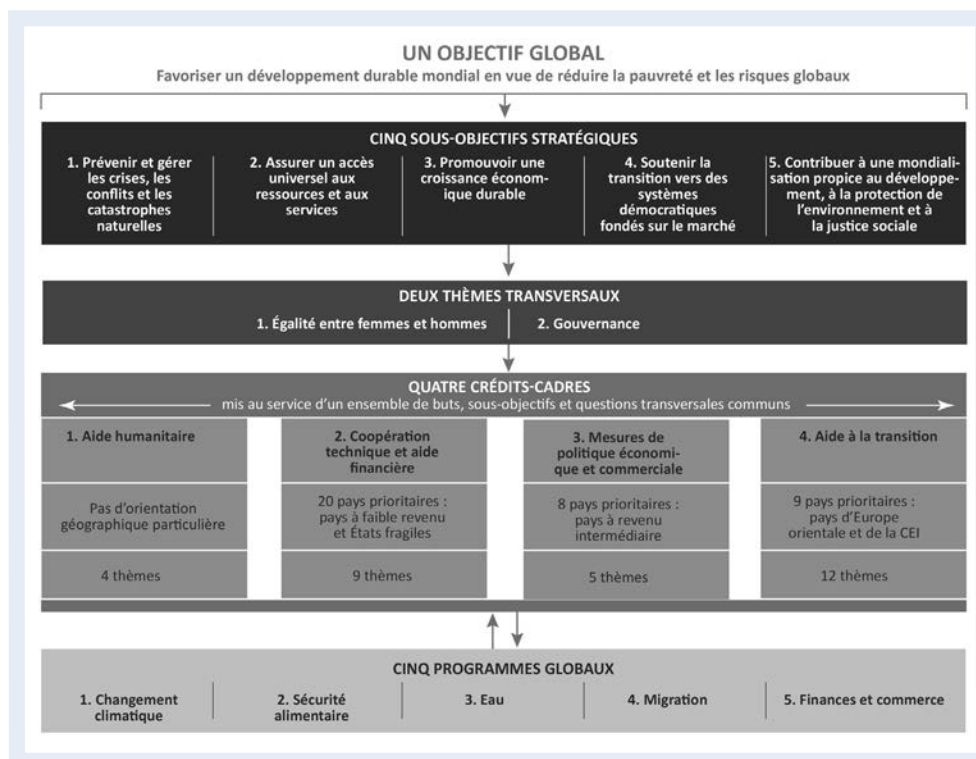 UN OBJECTIF GLOBAL
Favoriser un développement durable mondial en vue de réduire la pauvreté et les risques globaux
CINQ SOUS-OBJECTIFS STRATÉGIQUES
1. Prévenir et gérer
les crises, les
conflits et les
catastrophes
naturelles
2. Assurer un accès
universel aux
ressources et aux
services
3. Promouvoir une
croissance économ-
ique durable
4. Soutenir la
transition vers des
systèmes
démocratiques
fondés sur le marché
5. Contribuer à une mondiali-
sation propice au développe-
ment, à la protection de
l'environnement et à
la justice sociale
DEUX THÈMES TRANSVERSAUX
1. Égalité entre femmes et hommes
2. Gouvernance
QUATRE CRÉDITS-CADRES
mis au service d'un ensemble de buts, sous-objectifs et questions transversales communs
1. Aide humanitaire
Pas d'orientation
géographique particulière
4 thèmes
2. Coopération
technique et aide
financière
20 pays prioritaires :
pays à faible revenu
et États fragiles
9 thèmes
3. Mesures de
politique économi-
que et commerciale
8 pays prioritaires :
pays à revenu
intermédiaire
5 thèmes
4. Aide à la transition
9 pays prioritaires :
pays d'Europe
orientale et de la CEI
12 thèmes
CINQ PROGRAMMES GLOBAUX
1. Changement
climatique
2. Sécurité
alimentaire
3. Eau
4. Migration
5. Finances et commerce